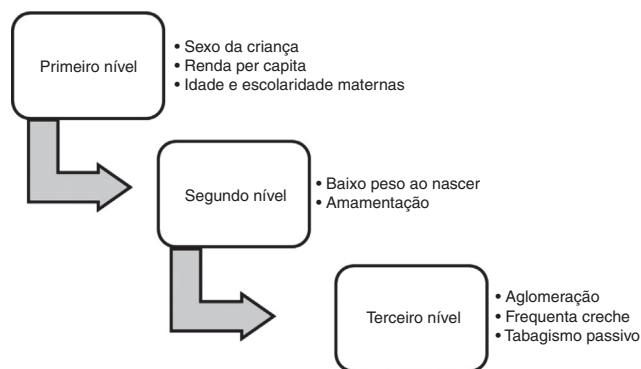 Primeiro nível
• Sexo da criança
• Renda per capita
• Idade e escolaridade maternas
Segundo nível
• Baixo peso ao nascer
• Amamentação
Terceiro nível
• Aglomeração
• Frequenta creche
• Tabagismo passivo